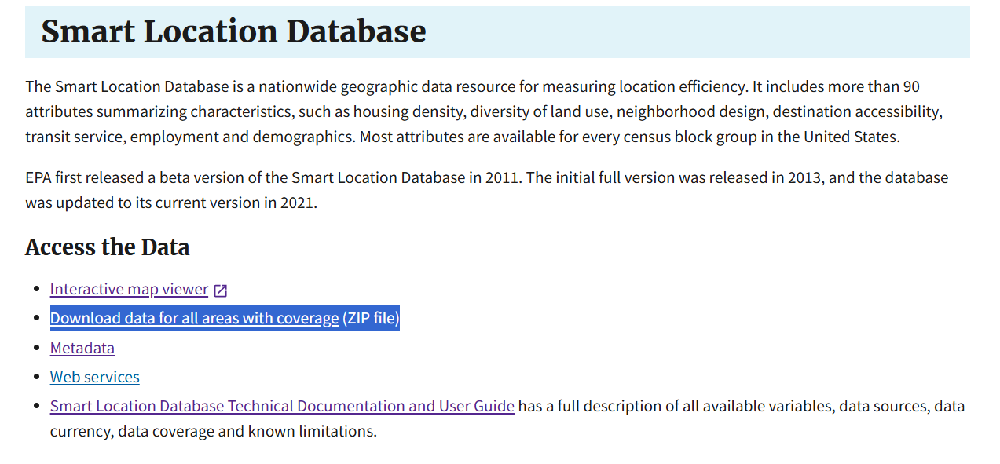 Smart Location Database
The Smart Location Database is a nationwide geographic data resource for measuring location efficiency. It includes more than 90
attributes summarizing characteristics, such as housing density, diversity of land use, neighborhood design, destination accessibility,
transit service, employment and demographics. Most attributes are available for every census block group in the United States.
EPA first released a beta version of the Smart Location Database in 2011. The initial full version was released in 2013, and the database
was updated to its current version in 2021.
Access the Data
• Interactive map viewer
• Download data for all areas with coverage (ZIP file)
• Metadata
• Web services
• Smart Location Database Technical Documentation and User Guide has a full description of all available variables, data sources, data
currency, data coverage and known limitations.